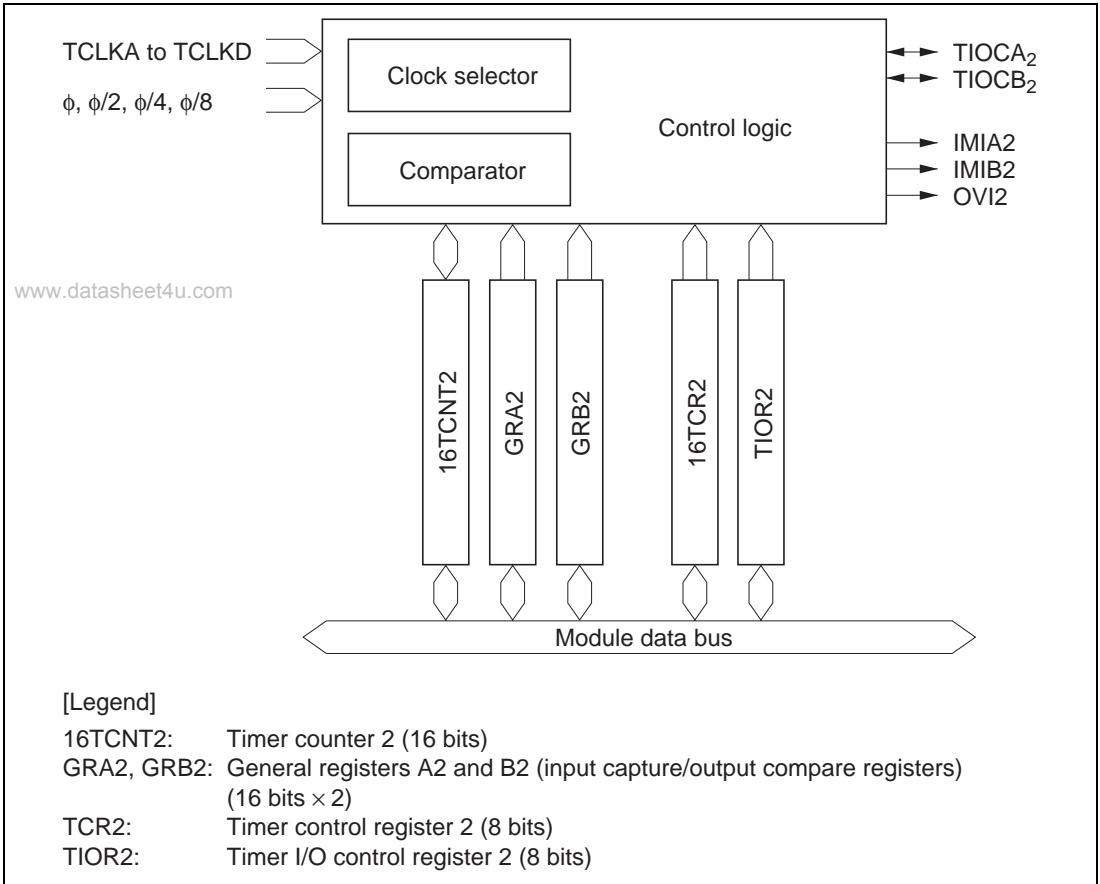 TCLKA to TCLKD
ϕ, ϕ/2, ϕ/4, ϕ/8
Clock selector
Comparator
Control logic
TIOCA2
TIOCB2
IMIA2
IMIB2
OVI2
www.datasheet4u.com
16TCNT2
GRA2
GRB2
16TCR2
TIOR2
Module data bus
[Legend]
16TCNT2: Timer counter 2 (16 bits)
GRA2, GRB2: General registers A2 and B2 (input capture/output compare registers)
(16 bits × 2)
TCR2: Timer control register 2 (8 bits)
TIOR2: Timer I/O control register 2 (8 bits)